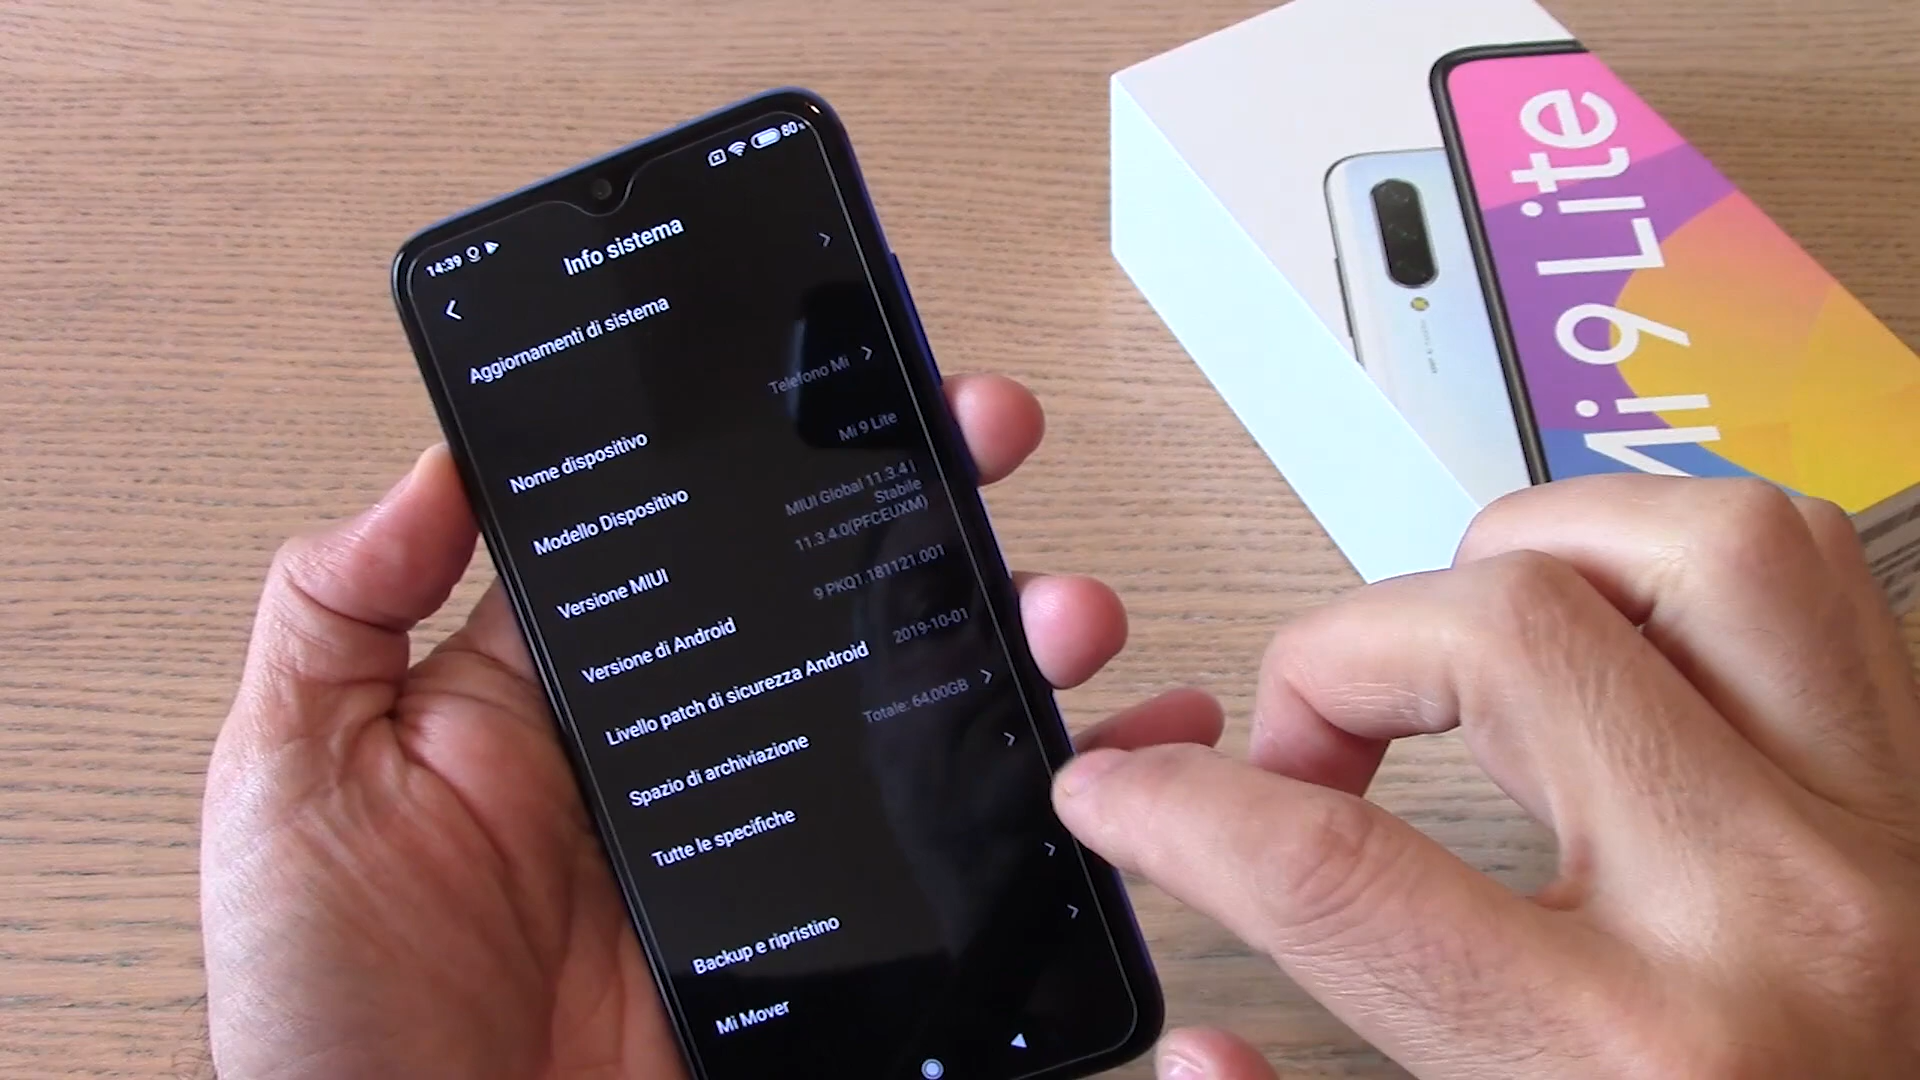 14:39
80%
Info sistema
Aggiornamenti di sistema
Nome dispositivo
Telefono Mi
Modello Dispositivo
Mi 9 Lite
Versione MIUI
MIUI Global 11.3.4 |
Stabile
11.3.4.0(PFCEUXM)
Versione di Android
9 PKQ1.181121.001
Livello patch di sicurezza Android
2019-10-01
Spazio di archiviazione
Totale: 64,00GB
Tutte le specifiche
Backup e ripristino
Mi Mover
Mi 9 Lite